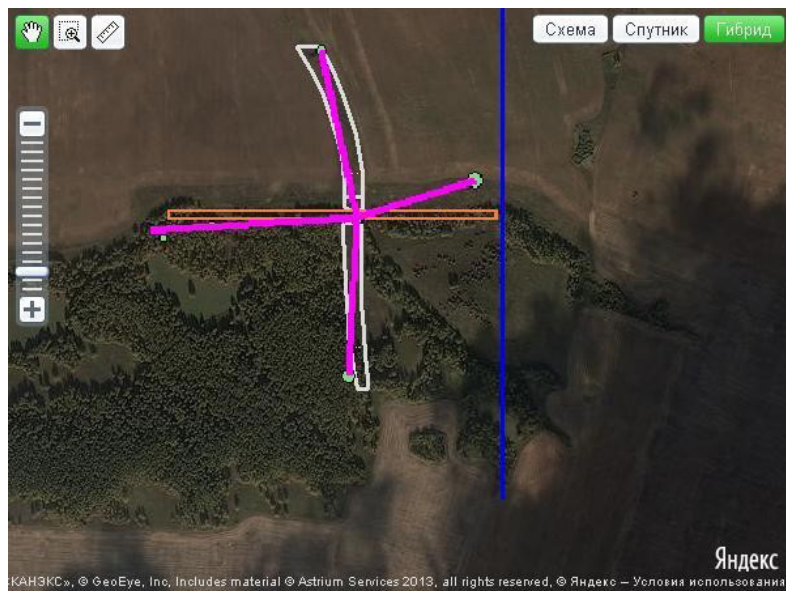 Схема Спутник Гибрид
Яндекс
КАНЭКС», © GeoEye, Inc, Includes material © Astrium Services 2013, all rights reserved, © Яндекс – Условия использования